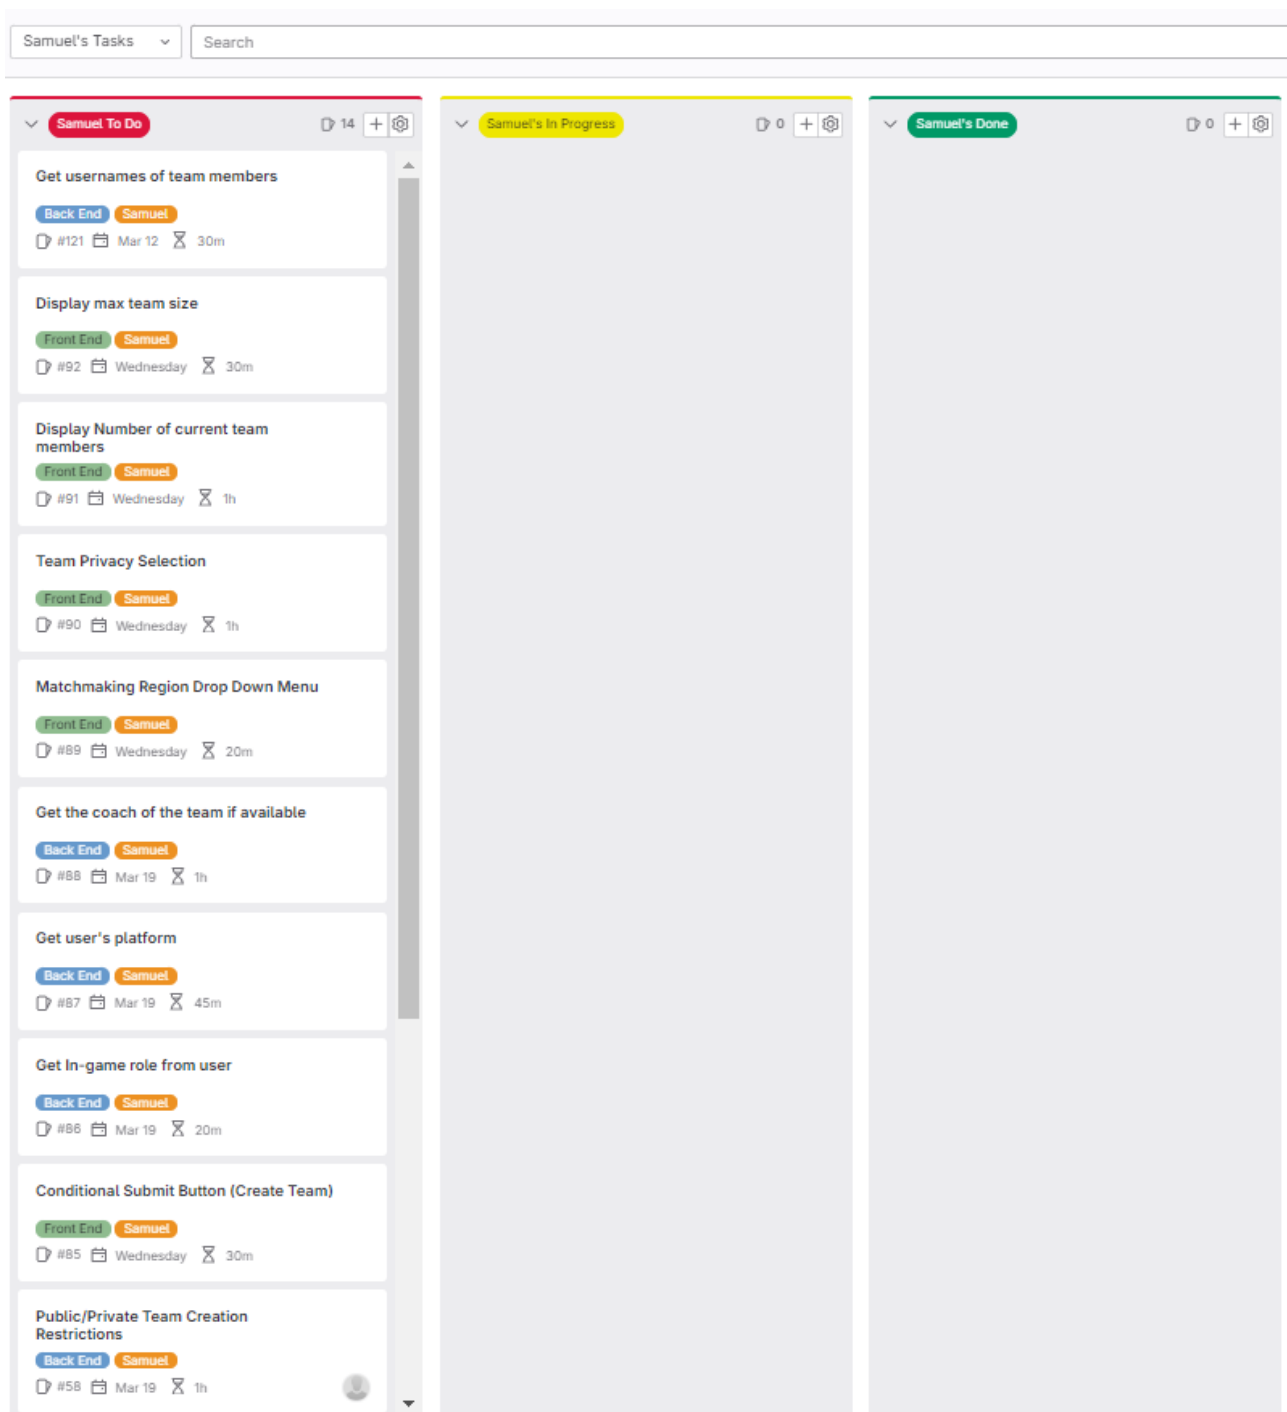 Samuel's Tasks
Search
Samuel To Do
14
Samuel's In Progress
0
Samuel's Done
0
Get usernames of team members
Back End Samuel
#121 Mar 12 30m
Display max team size
Front End Samuel
#92 Wednesday 30m
Display Number of current team
members
Front End Samuel
#91 Wednesday 1h
Team Privacy Selection
Front End Samuel
#90 Wednesday 1h
Matchmaking Region Drop Down Menu
Front End Samuel
#89 Wednesday 20m
Get the coach of the team if available
Back End Samuel
#88 Mar 19 1h
Get user's platform
Back End Samuel
#87 Mar 19 45m
Get In-game role from user
Back End Samuel
#86 Mar 19 20m
Conditional Submit Button (Create Team)
Front End Samuel
#85 Wednesday 30m
Public/Private Team Creation
Restrictions
Back End Samuel
#58 Mar 19 1h